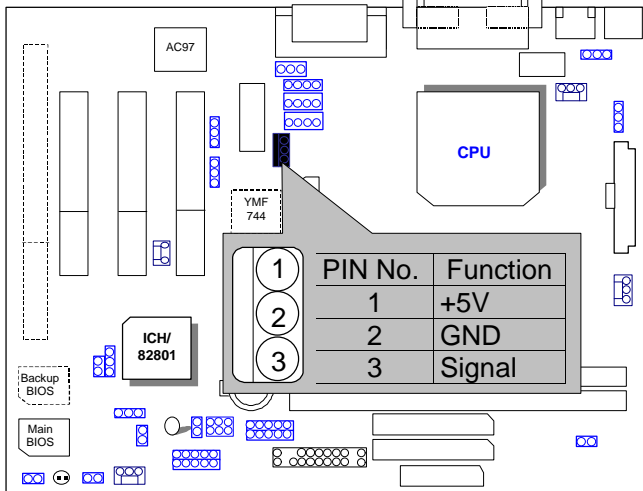 AC97
CPU
YMF
744
1
2
3
PIN No. Function
1 +5V
2 GND
3 Signal
ICH/
82801
Backup
BIOS
Main
BIOS